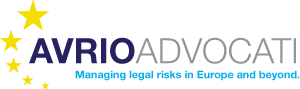 AVRIOADVOCATI
Managing legal risks in Europe and beyond.